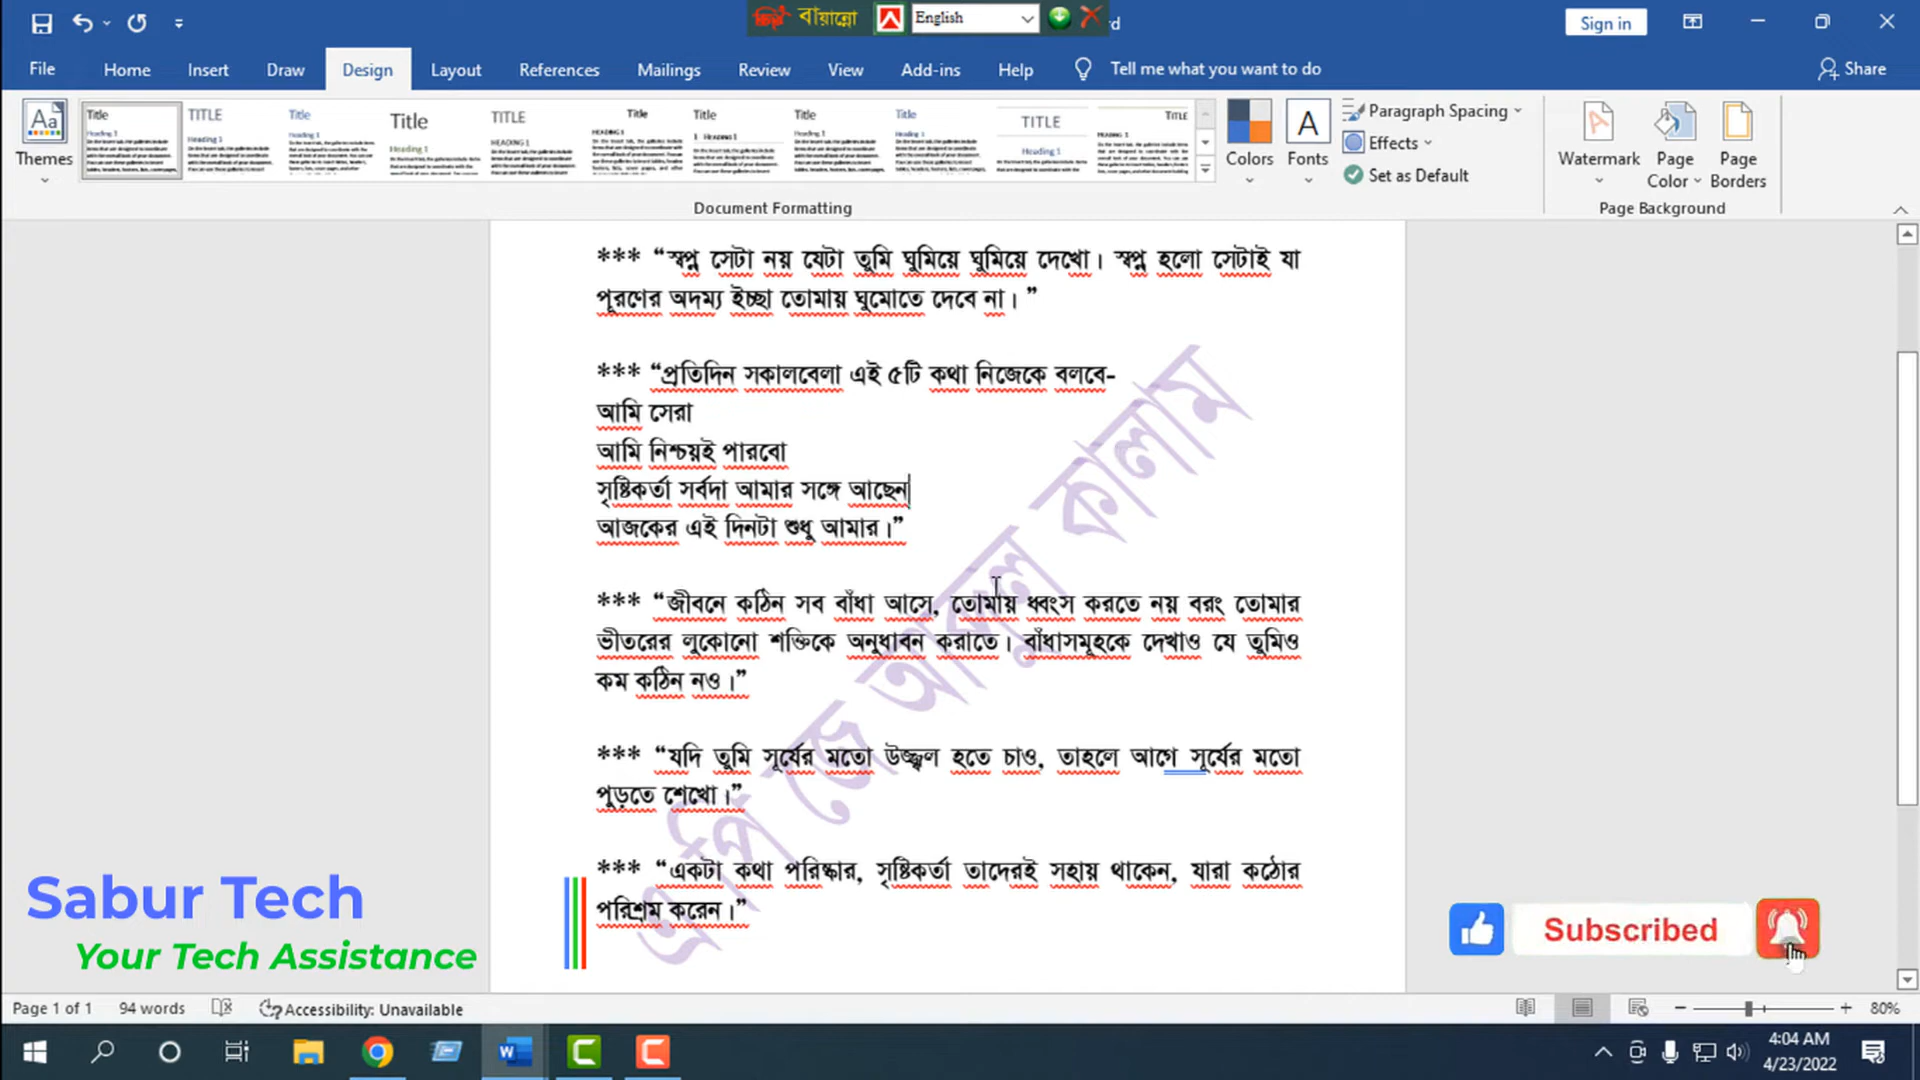 বায়ান্নো
English
rd
Sign in
File
Home
Insert
Draw
Design
Layout
References
Mailings
Review
View
Add-ins
Help
Tell me what you want to do
Share
Themes
Colors
Fonts
Paragraph Spacing
Effects
Set as Default
Watermark
Page Color
Page Borders
Document Formatting
Page Background
*** “স্বপ্ন সেটা নয় যেটা তুমি ঘুমিয়ে ঘুমিয়ে দেখো। স্বপ্ন হলো সেটাই যা
পূরণের অদম্য ইচ্ছা তোমায় ঘুমোতে দেবে না। ”
*** “প্রতিদিন সকালবেলা এই ৫টি কথা নিজেকে বলবে-
আমি সেরা
আমি নিশ্চয়ই পারবো
সৃষ্টিকর্তা সর্বদা আমার সঙ্গে আছেন
আজকের এই দিনটা শুধু আমার।”
*** “জীবনে কঠিন সব বাঁধা আসে, তোমায় ধ্বংস করতে নয় বরং তোমার
ভীতরের লুকোনো শক্তিকে অনুধাবন করাতে। বাঁধাসমূহকে দেখাও যে তুমিও
কম কঠিন নও।”
*** “যদি তুমি সূর্যের মতো উজ্জ্বল হতে চাও, তাহলে আগে সূর্যের মতো
পুড়তে শেখো।”
*** “একটা কথা পরিষ্কার, সৃষ্টিকর্তা তাদেরই সহায় থাকেন, যারা কঠোর
পরিশ্রম করেন।”
এপি জে আব্দুল কালাম
Sabur Tech
Your Tech Assistance
Subscribed
Page 1 of 1
94 words
Accessibility: Unavailable
80%
4:04 AM
4/23/2022